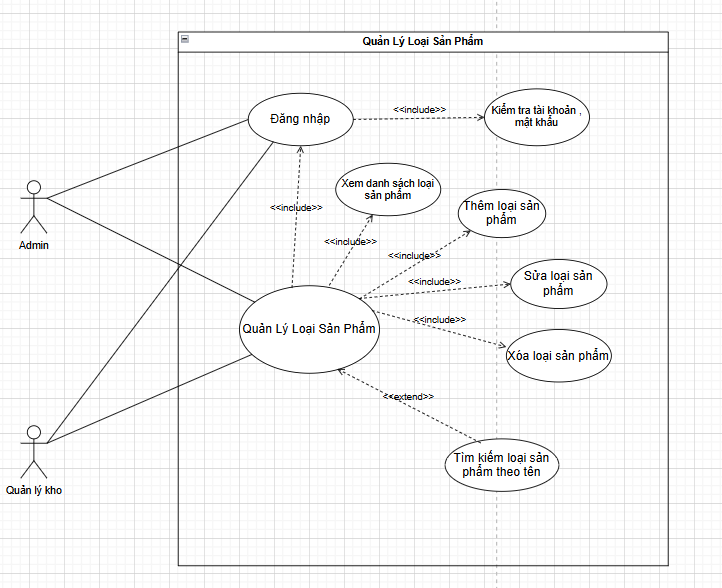 Quản Lý Loại Sản Phẩm
Đăng nhập
<<include>>
Kiểm tra tài khoản ,
mật khẩu
Xem danh sách loại
sản phẩm
<<include>>
Thêm loại sản
phẩm
Admin
<<include>>
<<include>>
Sửa loại sản
phẩm
<<include>>
Quản Lý Loại Sản Phẩm
<<include>>
Xóa loại sản phẩm
<<extend>>
Tìm kiếm loại sản
phẩm theo tên
Quản lý kho